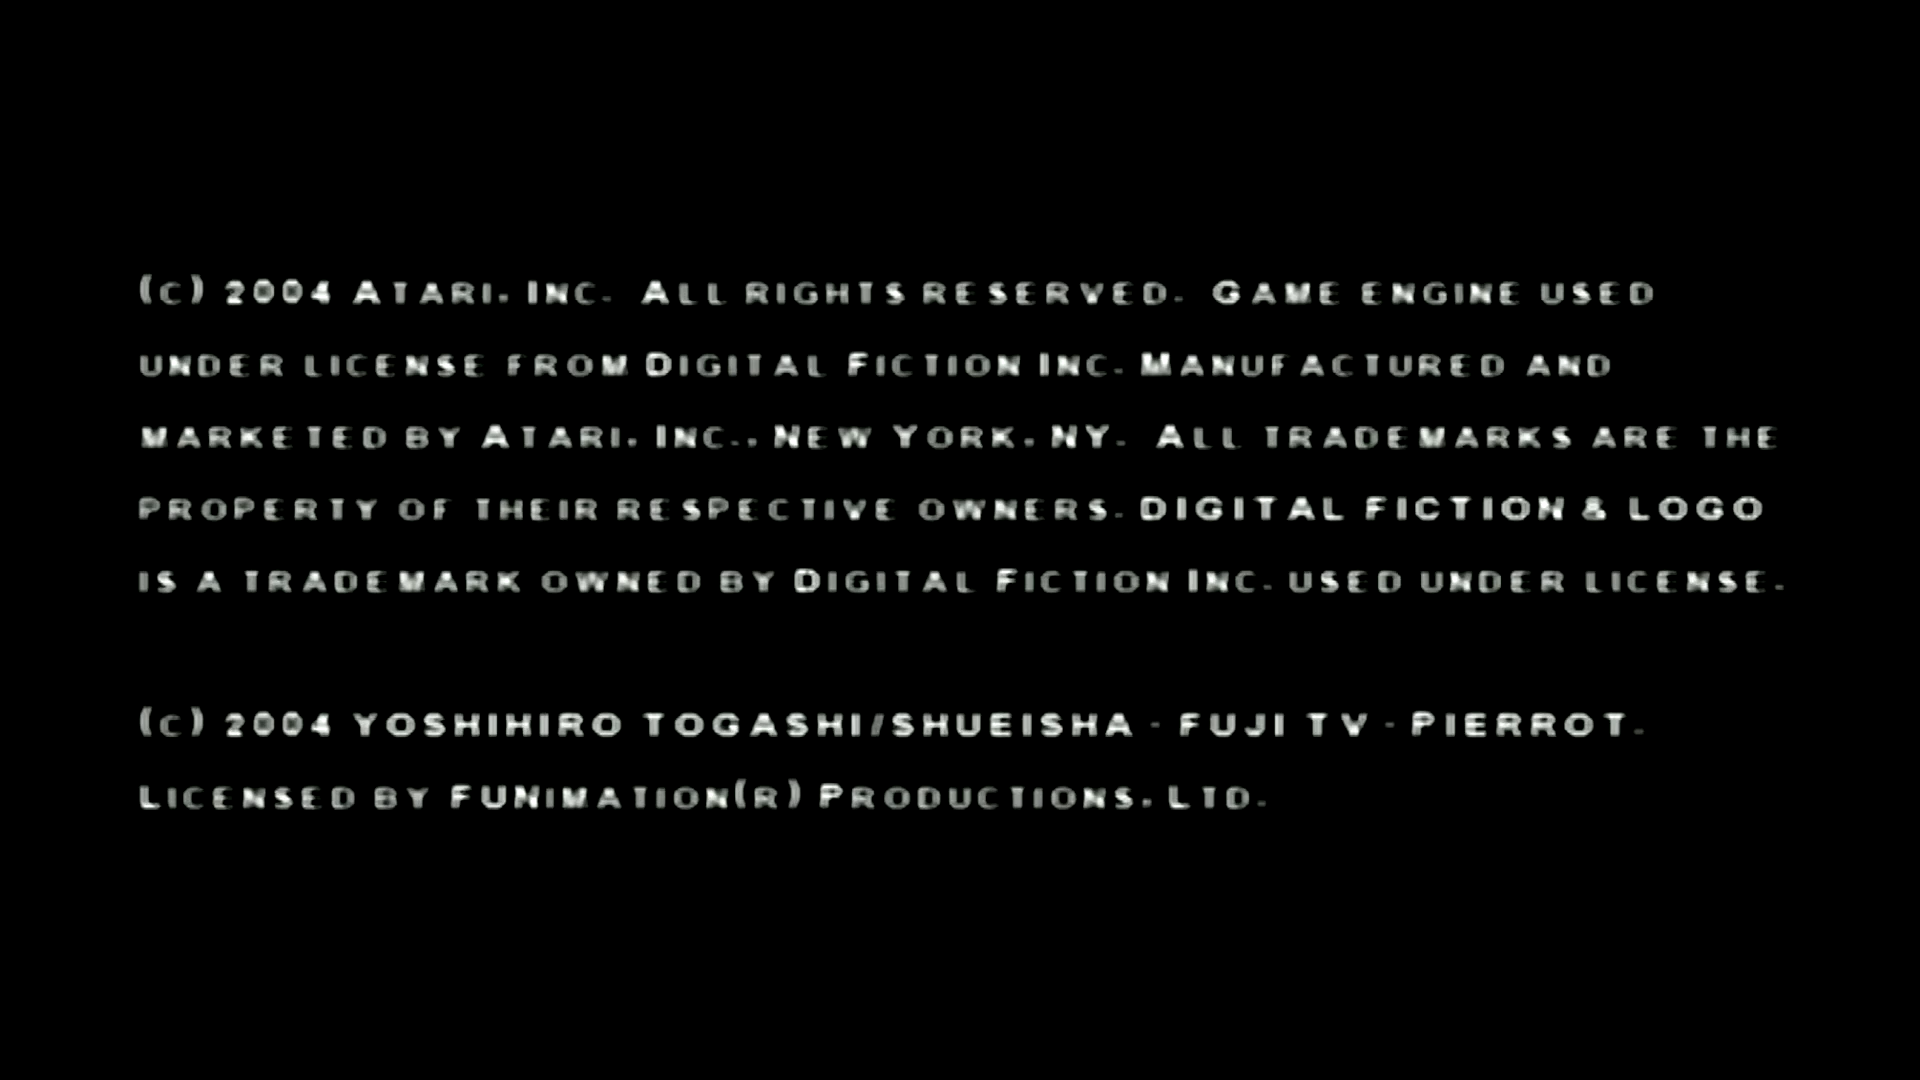 (c) 2004 Atari, Inc. All rights reserved. Game engine used
under license from Digital Fiction Inc. Manufactured and
marketed by Atari, Inc., New York, NY. All trademarks are the
property of their respective owners. DIGITAL FICTION & LOGO
is a trademark owned by Digital Fiction Inc. used under license.
(c) 2004 YOSHIHIRO TOGASHI/SHUEISHA - FUJI TV - PIERROT.
Licensed by FUNimation(r) Productions, Ltd.